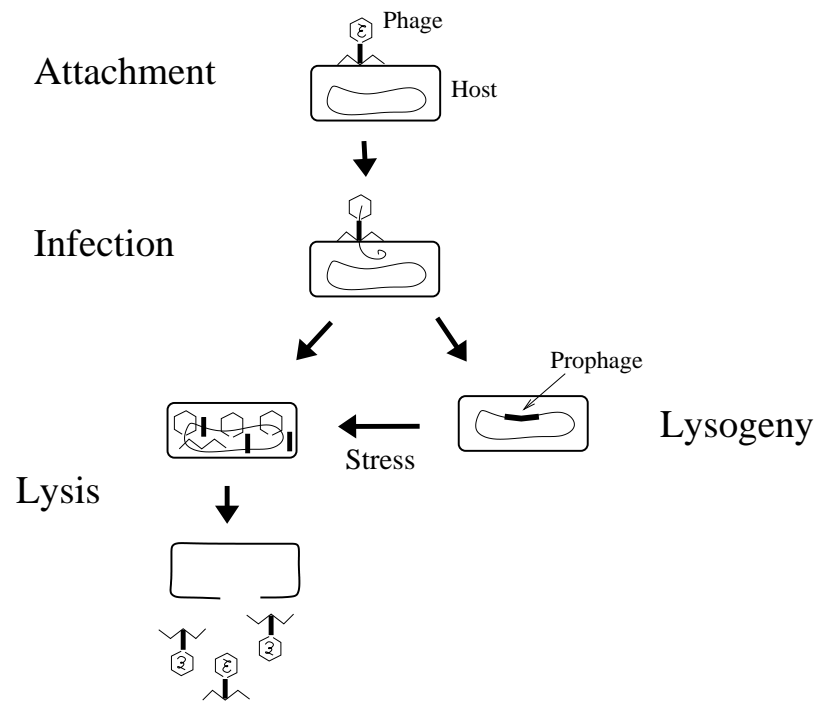 Phage
Attachment
Host
Infection
Prophage
Lysogeny
Stress
Lysis